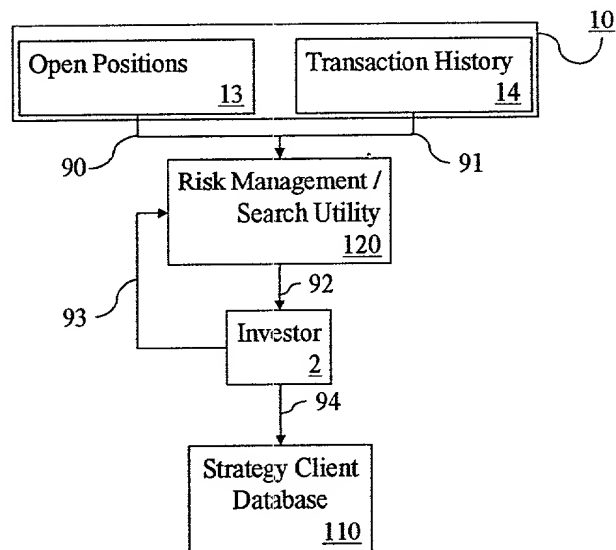 10
Open Positions
13
Transaction History
14
90
91
Risk Management /
Search Utility
120
93
92
Investor
2
94
Strategy Client
Database
110